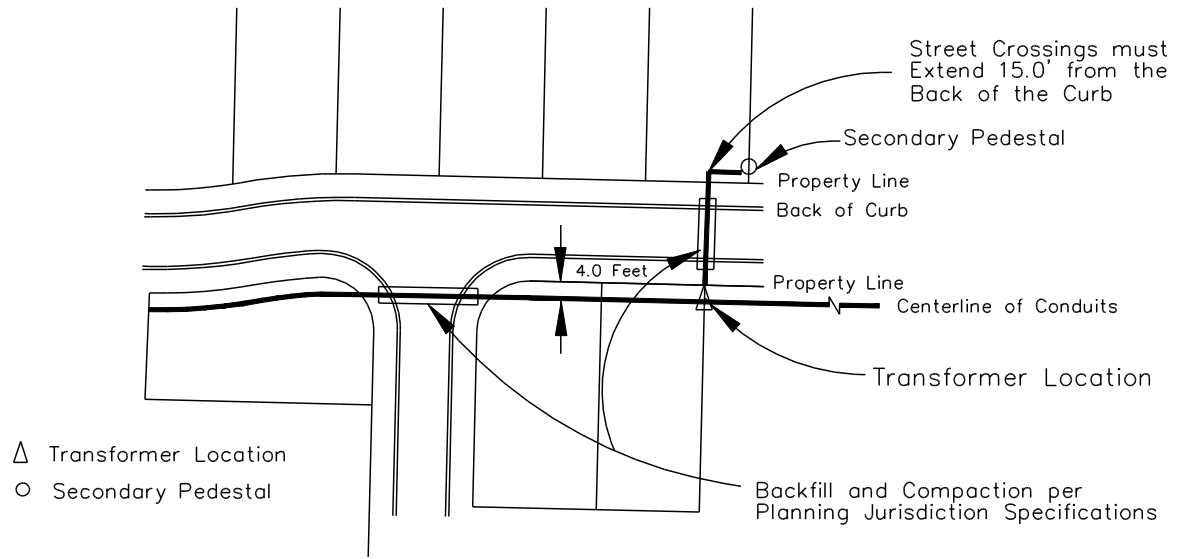 Street Crossings must
Extend 15.0' from the
Back of the Curb
Secondary Pedestal
Property Line
Back of Curb
4.0 Feet
Property Line
Centerline of Conduits
Transformer Location
Transformer Location
Secondary Pedestal
Backfill and Compaction per
Planning Jurisdiction Specifications